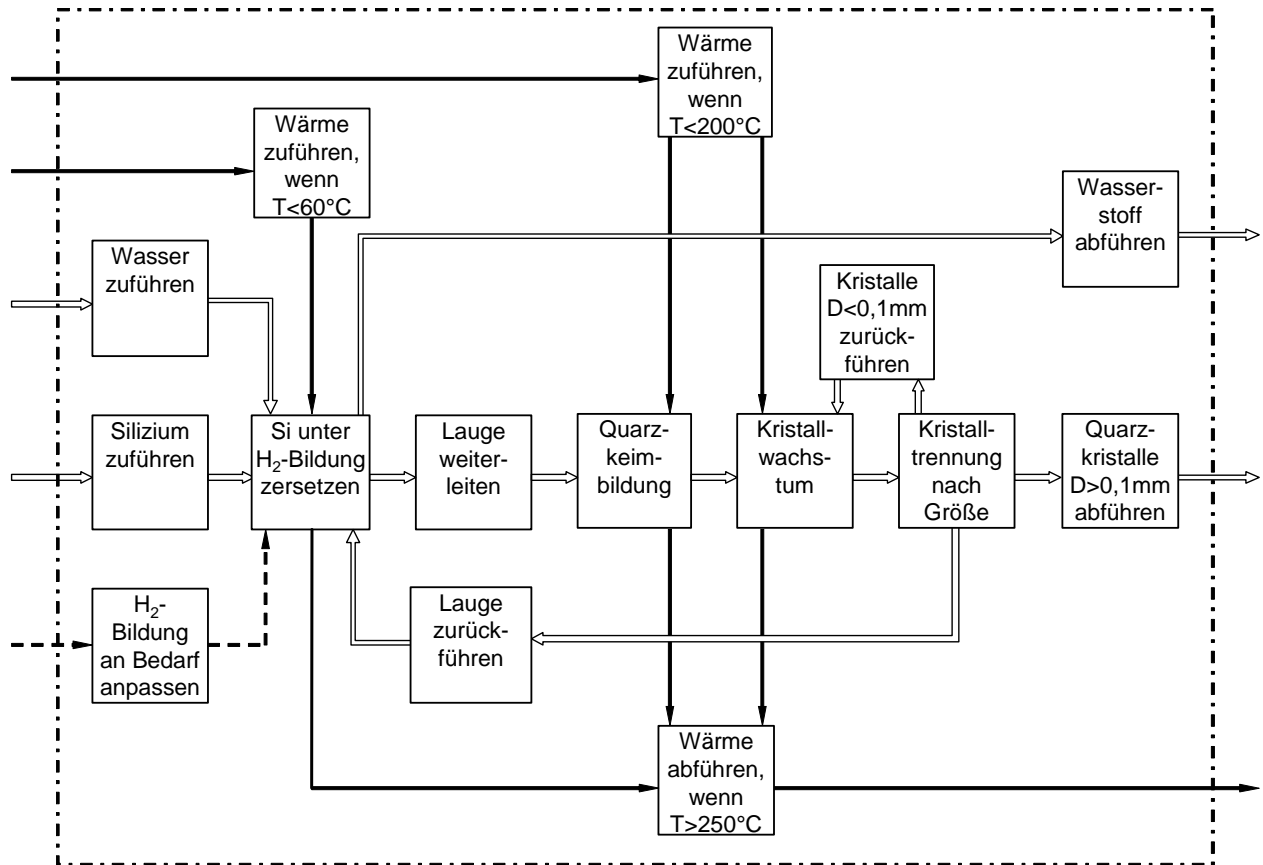 Wärme
zuführen,
wenn
T<200°C
Wärme
zuführen,
wenn
T<60°C
Wasser-
stoff
abführen
Wasser
zuführen
Kristalle
D<0,1mm
zurück-
führen
Silizium
zuführen
Si unter
H₂-Bildung
zersetzen
Lauge
weiter-
leiten
Quarz-
keim-
bildung
Kristall-
wachs-
tum
Kristall-
trennung
nach
Größe
Quarz-
kristalle
D>0,1mm
abführen
H₂-
Bildung
an Bedarf
anpassen
Lauge
zurück-
führen
Wärme
abführen,
wenn
T>250°C